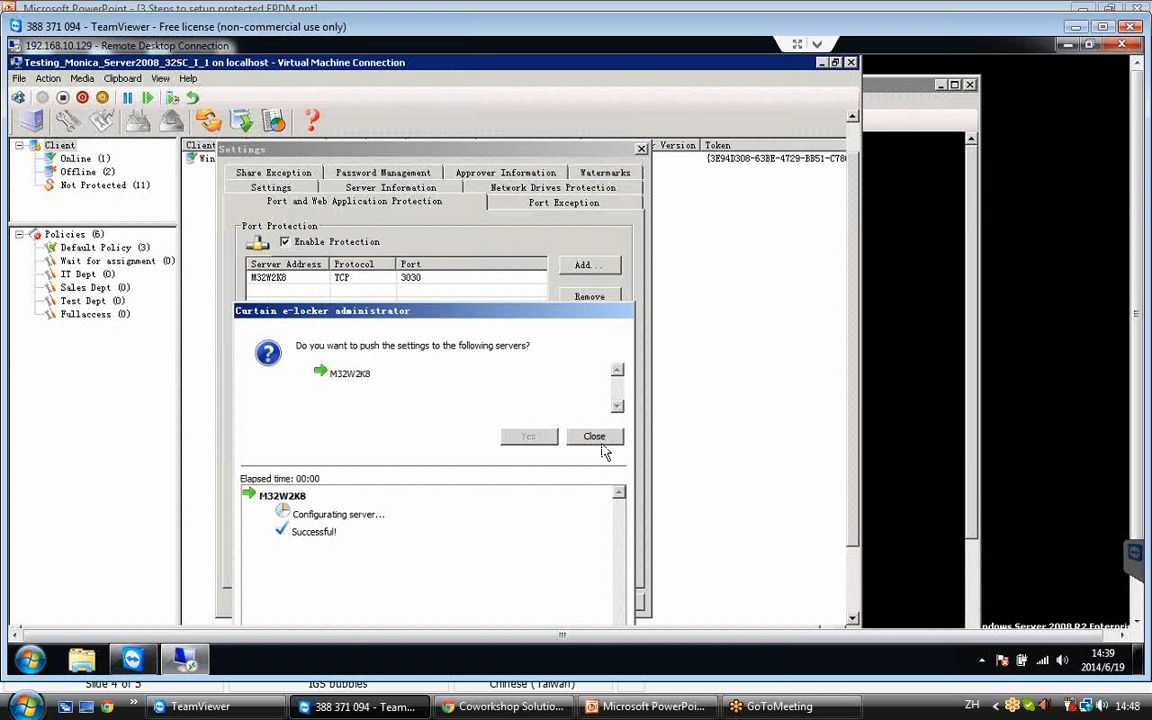 Microsoft PowerPoint - [3 Steps to setup protected EPDM.ppt]
388 371 094 - TeamViewer - Free license (non-commercial use only)
192.168.10.129 - Remote Desktop Connection
Testing_Monica_Server2008_32SC_I_1 on localhost - Virtual Machine Connection
File Action Media Clipboard View Help
Client
Online (1)
Offline (2)
Not Protected (11)
Client
Win
Version
Token
{3E94D308-63BE-4729-BB51-C780
Policies (6)
Default Policy (3)
Wait for assignment (0)
IT Dept (0)
Sales Dept (0)
Test Dept (0)
Fullaccess (0)
Settings
Share Exception Password Management Approver Information Watermarks
Settings Server Information Network Drives Protection
Port and Web Application Protection Port Exception
Port Protection
Enable Protection
Server Address Protocol Port
M32W2K8 TCP 3030
Add...
Remove
Curtain e-locker administrator
Do you want to push the settings to the following servers?
M32W2K8
Yes Close
Elapsed time: 00:00
M32W2K8
Configurating server...
Successful!
ndows Server 2008 R2 Enterpri
14:39
2014/6/19
Slide 4 of 5 IGS bubbles Chinese (Taiwan)
TeamViewer
388 371 094 - Team...
Coworkshop Solutio...
Microsoft PowerPoi...
GoToMeeting
ZH
14:48